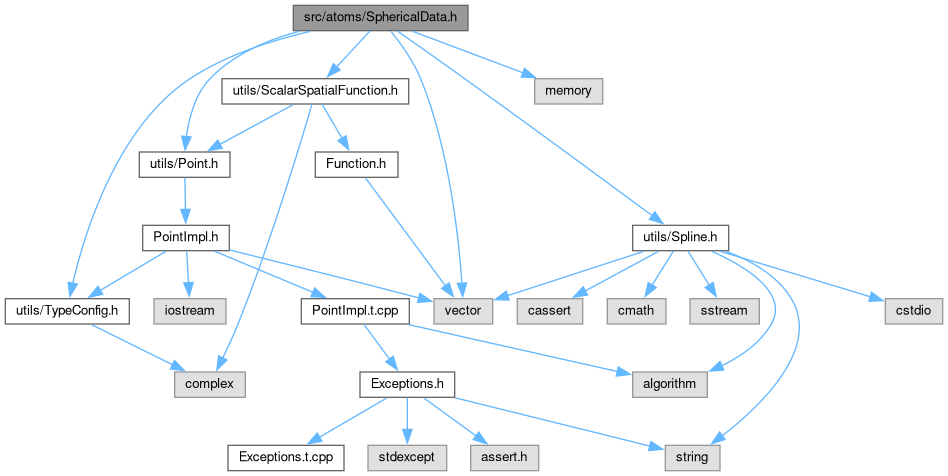 src/atoms/SphericalData.h
utils/ScalarSpatialFunction.h
memory
utils/Point.h
Function.h
PointImpl.h
utils/Spline.h
utils/TypeConfig.h
iostream
PointImpl.t.cpp
vector
cassert
cmath
sstream
cstdio
complex
Exceptions.h
algorithm
Exceptions.t.cpp
stdexcept
assert.h
string